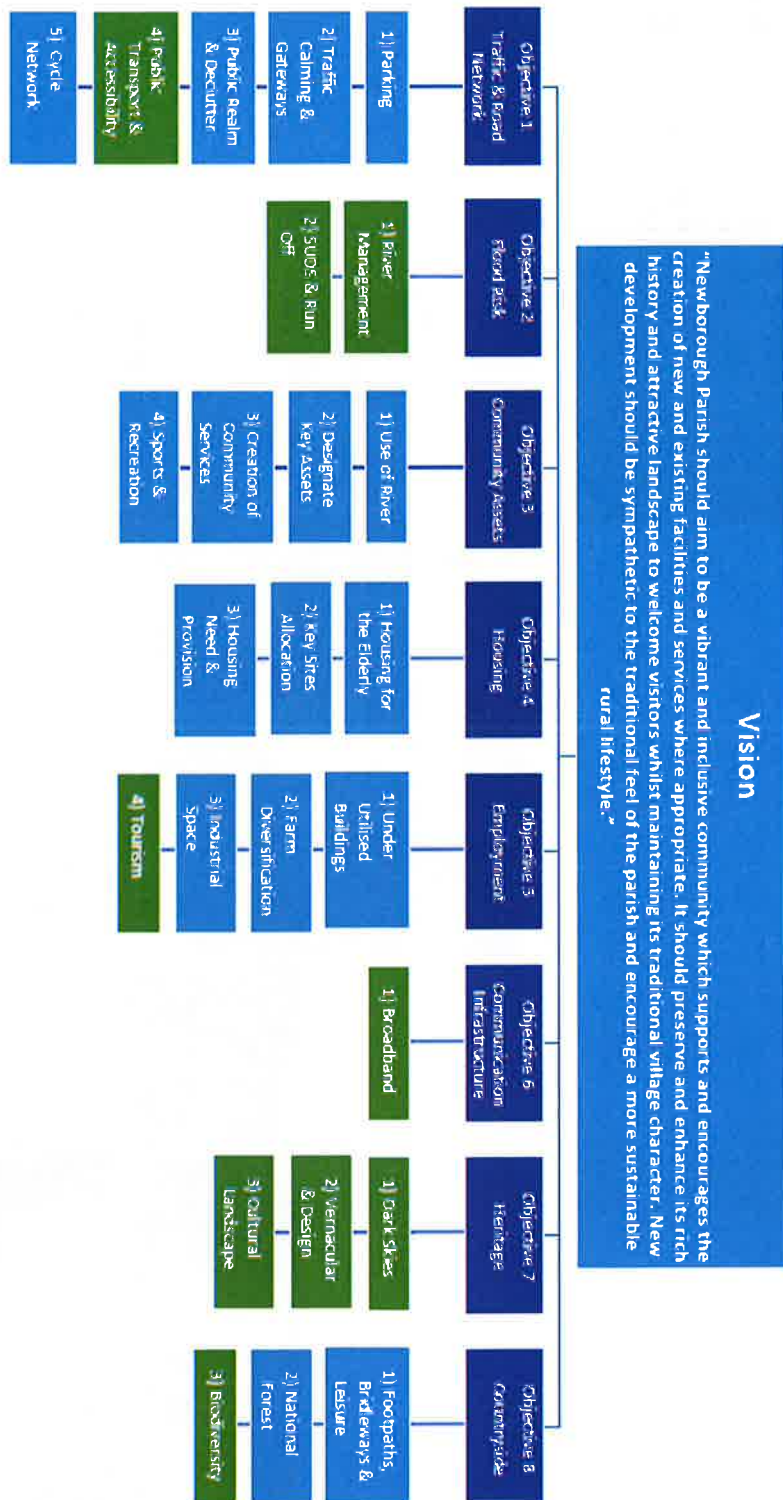 Vision
"Newborough Parish should aim to be a vibrant and inclusive community which supports and encourages the
creation of new and existing facilities and services where appropriate. It should preserve and enhance its rich
history and attractive landscape to welcome visitors whilst maintaining its traditional village character. New
development should be sympathetic to the traditional feel of the parish and encourage a more sustainable
rural lifestyle."
Objective 1
Traffic & Road
Network
1) Parking
2) Traffic
Calming &
Gateways
3) Public Realm
& Declutter
4) Public
Transport &
Accessibility
5) Cycle
Network
Objective 2
Flood Risk
1) River
Management
2) SUDS & Run
Off
Objective 3
Community Assets
1) Use of River
2) Designate
Key Assets
3) Creation of
Community
Services
4) Sports &
Recreation
Objective 4
Housing
1) Housing for
the Elderly
2) Key Sites
Allocation
3) Housing
Need &
Provision
Objective 5
Employment
1) Under
Utilised
Buildings
2) Farm
Diversification
3) Industrial
Space
4) Tourism
Objective 6
Communication
Infrastructure
1) Broadband
Objective 7
Heritage
1) Dark Skies
2) Vernacular
& Design
3) Cultural
Landscape
Objective 8
Countryside
1) Footpaths,
Bridleways &
Leisure
2) National
Forest
3) Biodiversity